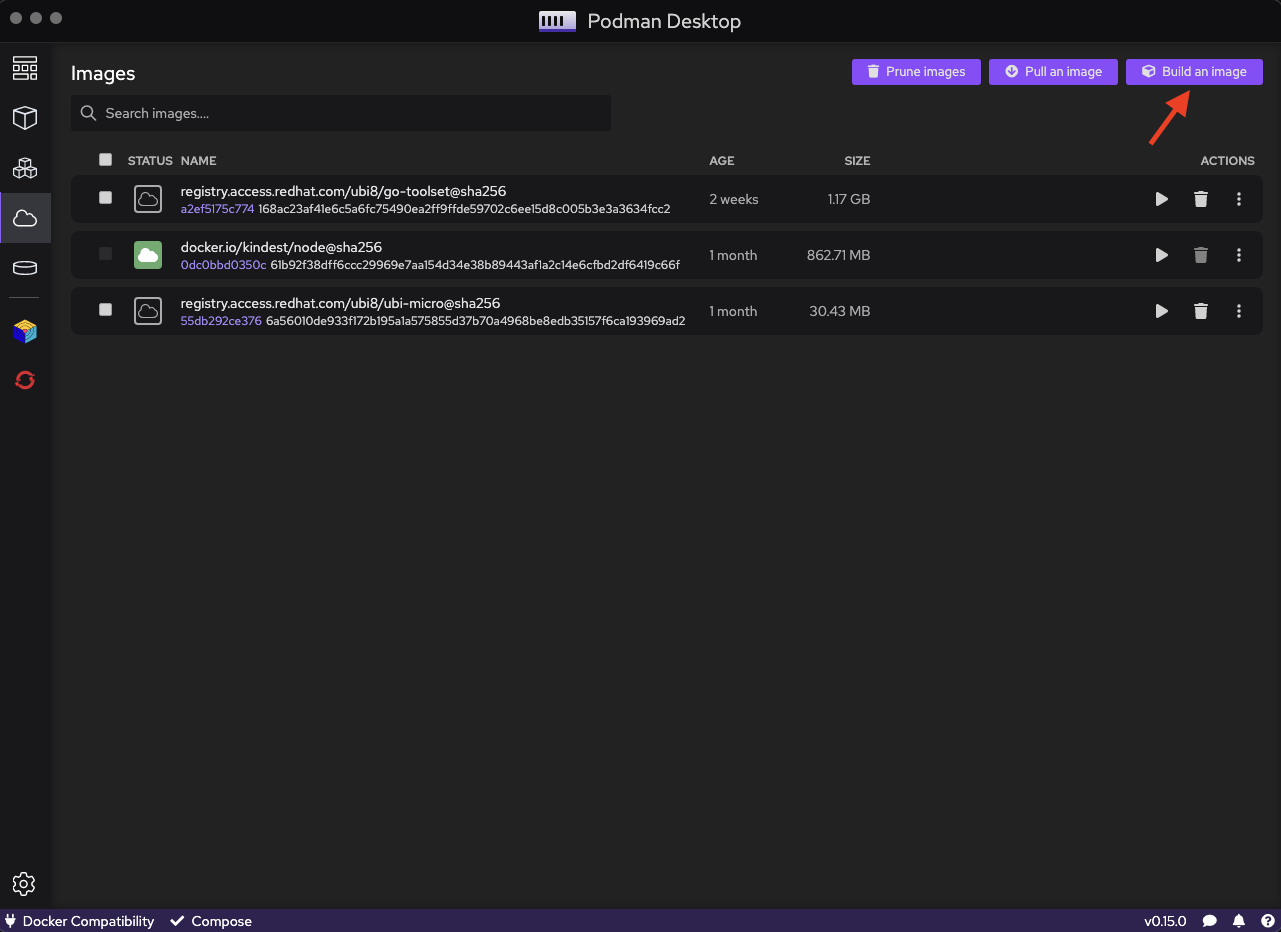 Podman Desktop
Images
Prune images
Pull an image
Build an image
Search images....
STATUS NAME AGE SIZE ACTIONS
registry.access.redhat.com/ubi8/go-toolset@sha256
a2ef5175c774 168ac23af41e6c5a6fc75490ea2ff9ffde59702c6ee15d8c005b3e3a3634fcc2
2 weeks 1.17 GB
docker.io/kindest/node@sha256
0dc0bbd0350c 61b92f38dff6ccc29969e7aa154d34e38b89443af1a2c14e6cfbd2df6419c66f
1 month 862.71 MB
registry.access.redhat.com/ubi8/ubi-micro@sha256
55db292ce376 6a56010de933f172b195a1a575855d37b70a4968be8edb35157f6ca193969ad2
1 month 30.43 MB
Docker Compatibility Compose v0.15.0